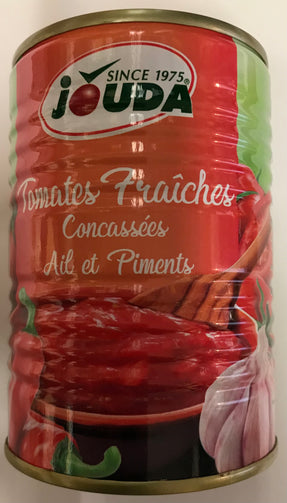 SINCE 1975®
JOUDA
Tomates Fraîches
Concassées
Ail et Piments